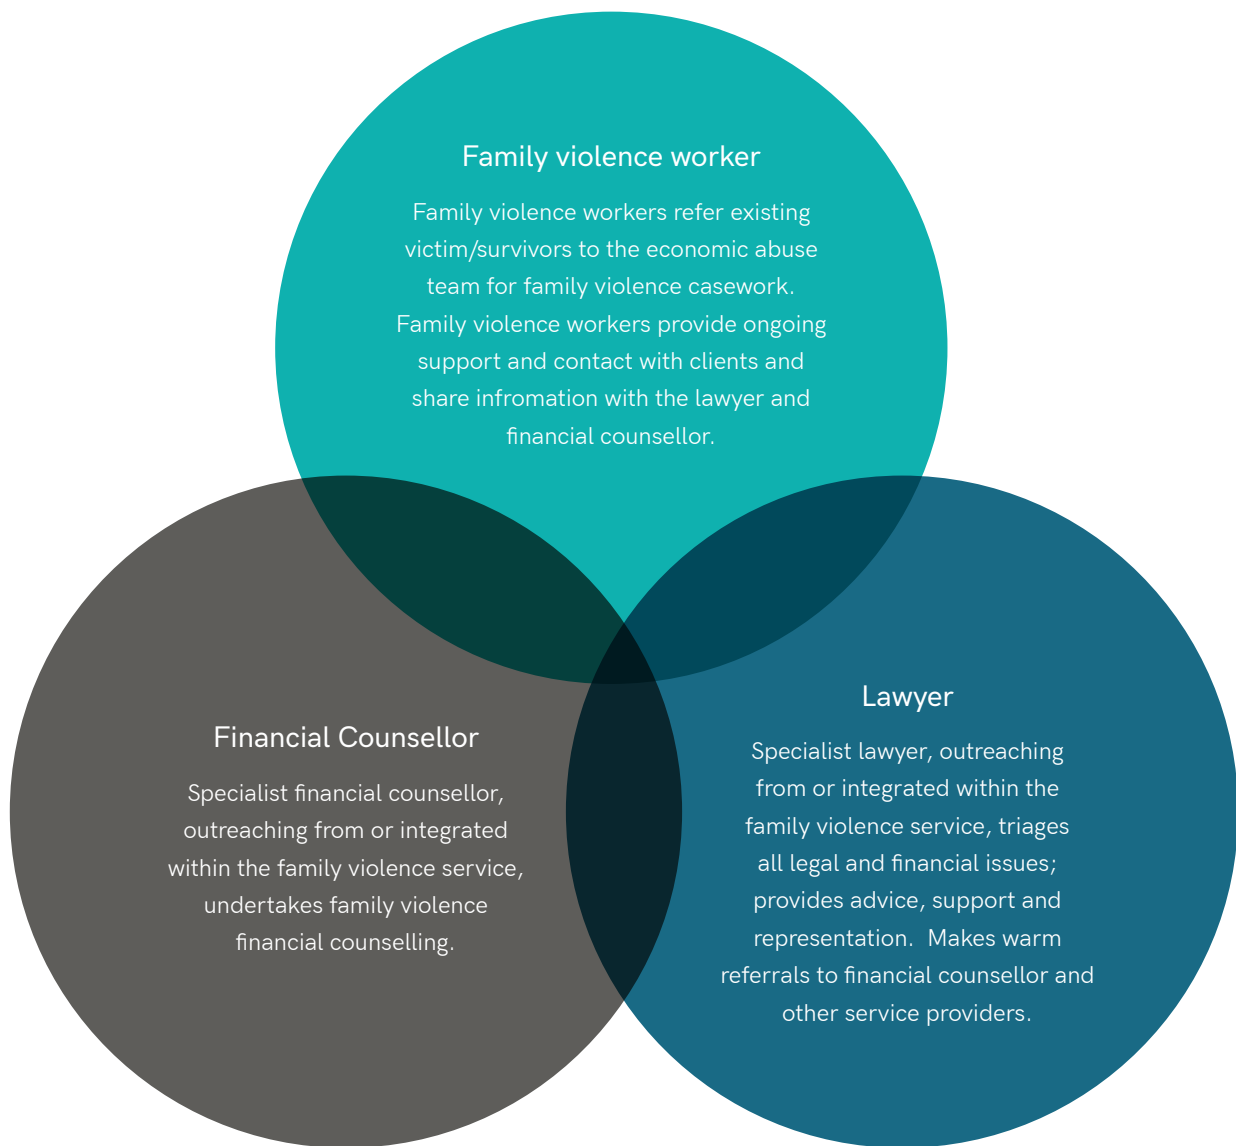 Family violence worker
Family violence workers refer existing
victim/survivors to the economic abuse
team for family violence casework.
Family violence workers provide ongoing
support and contact with clients and
share infromation with the lawyer and
financial counsellor.
Financial Counsellor
Specialist financial counsellor,
outreaching from or integrated
within the family violence service,
undertakes family violence
financial counselling.
Lawyer
Specialist lawyer, outreaching
from or integrated within the
family violence service, triages
all legal and financial issues;
provides advice, support and
representation.  Makes warm
referrals to financial counsellor and
other service providers.